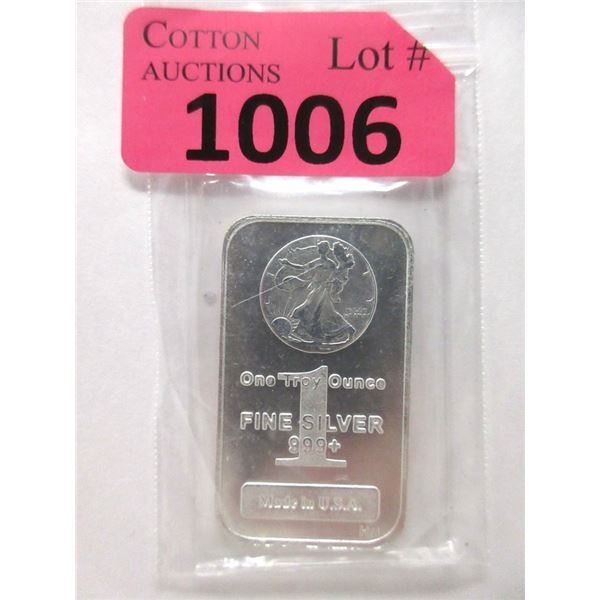 COTTON
AUCTIONS
Lot #
1006
One Troy Ounce
1
FINE SILVER
999+
Made in U.S.A.